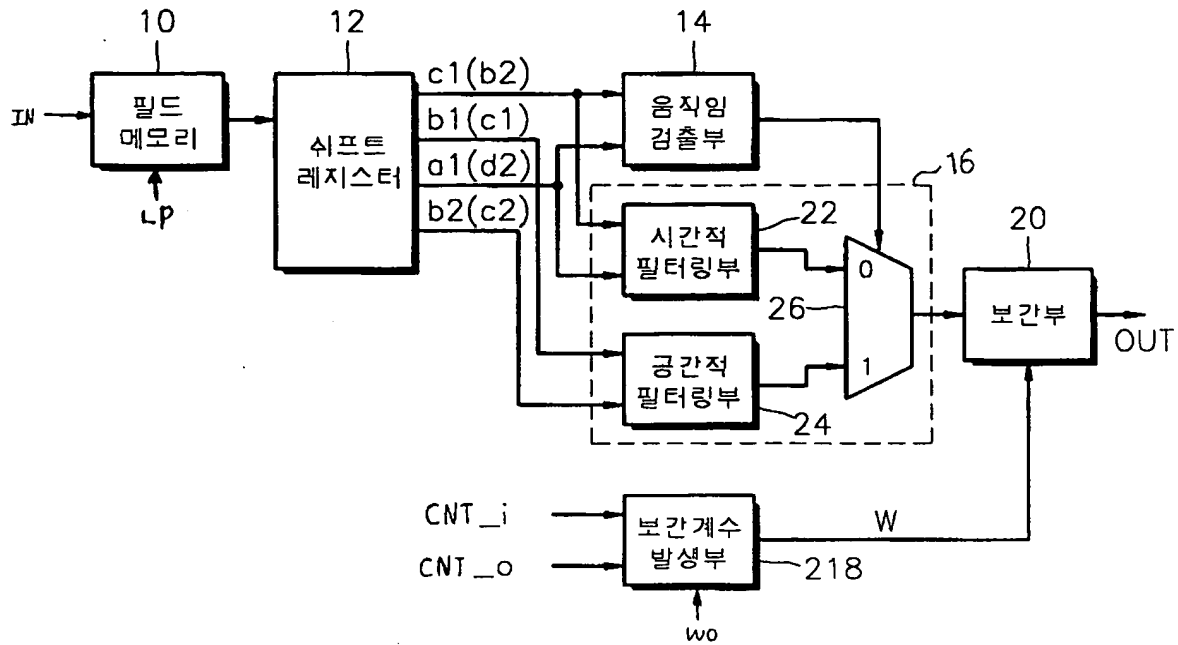 10
12
14
IN
필드
메모리
LP
쉬프트
레지스터
c1(b2)
b1(c1)
a1(d2)
b2(c2)
움직임
검출부
16
시간적
필터링부
22
공간적
필터링부
24
0
26
1
20
보간부
OUT
CNT_i
CNT_o
보간계수
발생부
218
W
wo